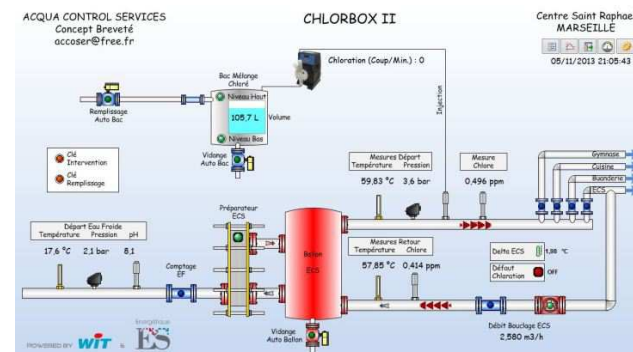 ACQUA CONTROL SERVICES
Concept Breveté
accoser@free.fr
CHLORBOX II
Centre Saint Raphael
MARSEILLE
05/11/2013 21:05:43
Bac Mélange
Chloré
Chloration (Coup/Min.) : 0
Niveau Haut
105,7 L
Volume
Niveau Bas
Remplissage
Auto Bac
Vidange
Auto Bac
Injection
Clé
Intervention
Clé
Remplissage
Mesures Départ
Température Pression
59,83 °C 3,6 bar
Mesure
Chlore
0,496 ppm
Gymnase
Cuisine
Buanderie
ECS
Départ Eau Froide
Température Pression pH
17,6 °C 2,1 bar 8,1
Comptage
EF
Préparateur
ECS
Ballon
ECS
Mesures Retour
Température Chlore
57,85 °C 0,414 ppm
Delta ECS
1,98 °C
Défaut
Chloration
OFF
Vidange
Auto Ballon
Débit Bouclage ECS
2,580 m3/h
POWERED BY WIT &
énergétique
ES